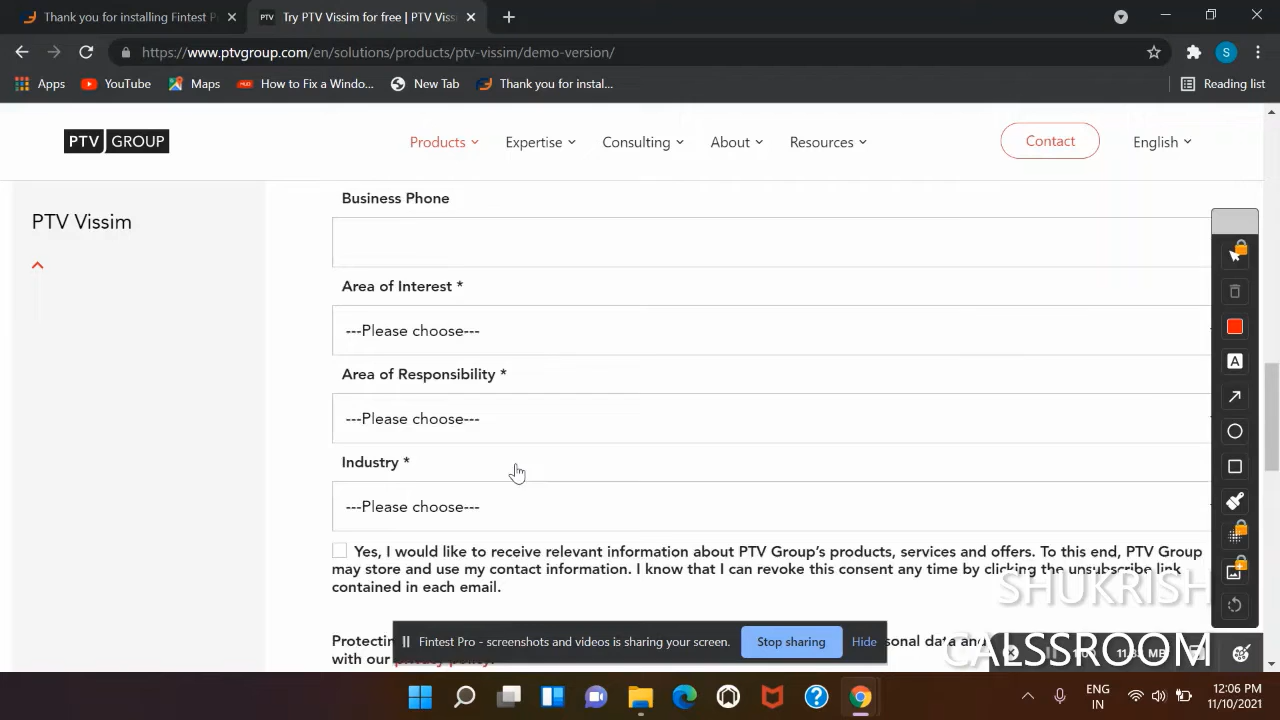 Thank you for installing Fintest P
Try PTV Vissim for free | PTV Viss
https://www.ptvgroup.com/en/solutions/products/ptv-vissim/demo-version/
S
Apps
YouTube
Maps
How to Fix a Windo...
New Tab
Thank you for instal...
Reading list
PTV GROUP
Products
Expertise
Consulting
About
Resources
Contact
English
PTV Vissim
Business Phone
Area of Interest *
---Please choose---
Area of Responsibility *
---Please choose---
Industry *
---Please choose---
Yes, I would like to receive relevant information about PTV Group's products, services and offers. To this end, PTV Group
may store and use my contact information. I know that I can revoke this consent any time by clicking the unsubscribe link
contained in each email.
SHUKRISH
Fintest Pro - screenshots and videos is sharing your screen.
Stop sharing
Hide
with our privacy policy.
CALSSROOM
ENG
IN
12:06 PM
11/10/2021